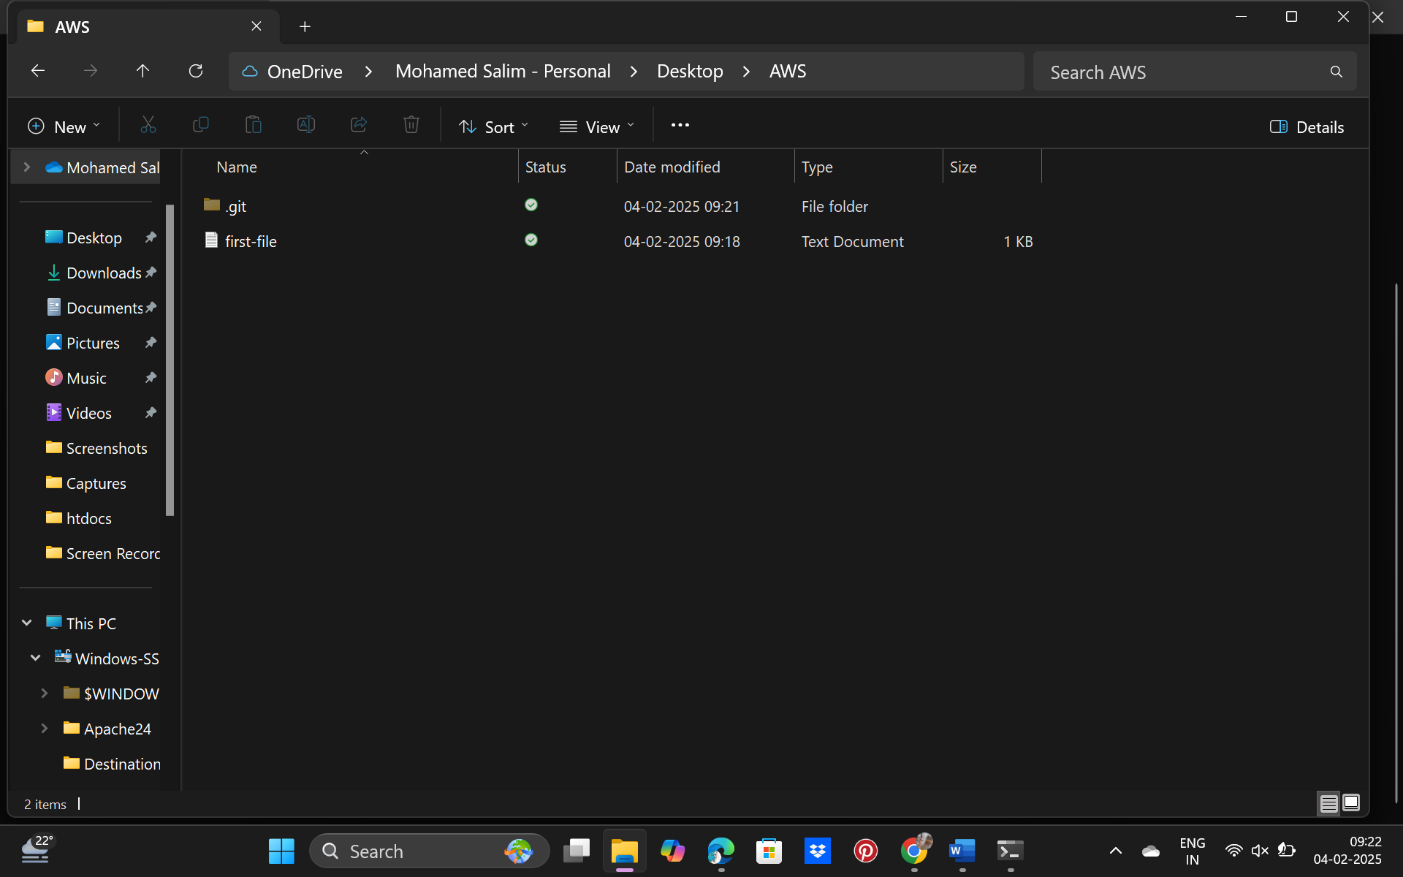 AWS
OneDrive > Mohamed Salim - Personal > Desktop > AWS
Search AWS
New
Sort
View
Details
Mohamed Sal
Name Status Date modified Type Size
.git 04-02-2025 09:21 File folder
first-file 04-02-2025 09:18 Text Document 1 KB
Desktop
Downloads
Documents
Pictures
Music
Videos
Screenshots
Captures
htdocs
Screen Record
This PC
Windows-SS
$WINDOW
Apache24
Destination
2 items
22°
Search
ENG
IN
09:22
04-02-2025